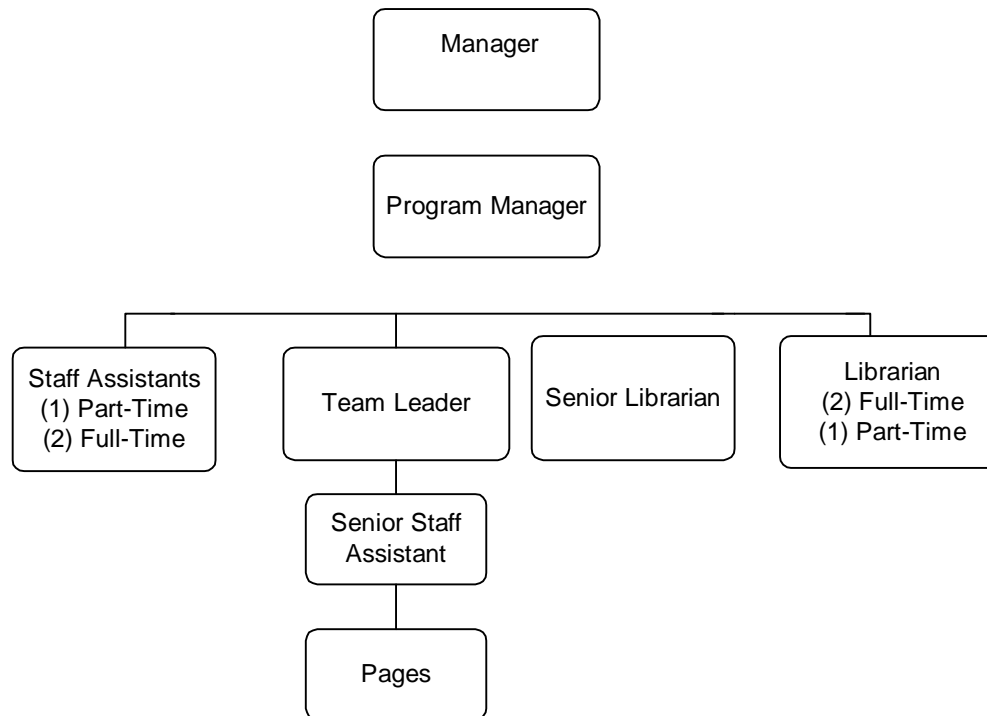 Manager
Program Manager
Staff Assistants
(1) Part-Time
(2) Full-Time
Team Leader
Senior Librarian
Librarian
(2) Full-Time
(1) Part-Time
Senior Staff
Assistant
Pages